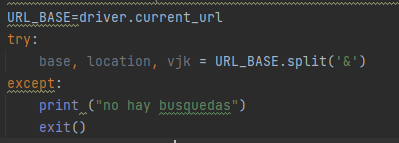 URL_BASE=driver.current_url
try:
    base, location, vjk = URL_BASE.split('&')
except:
    print ("no hay busquedas")
    exit()